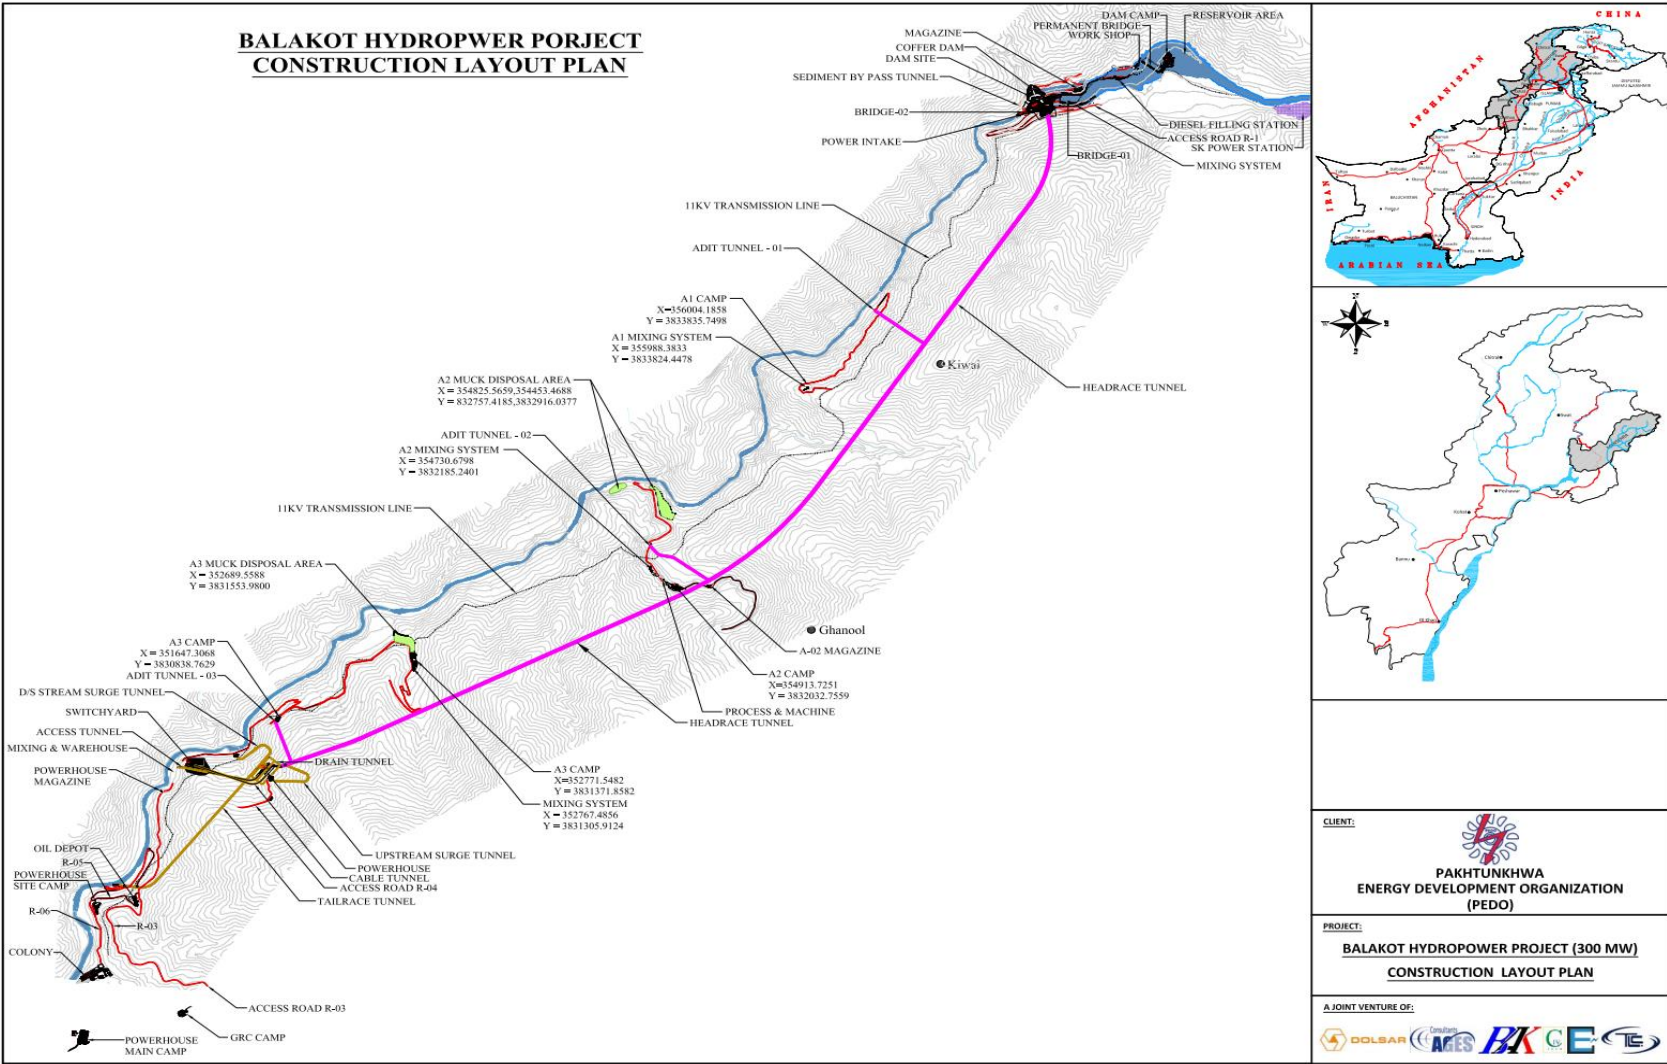 BALAKOT HYDROPWER PORJECT
CONSTRUCTION LAYOUT PLAN
DAM CAMP
RESERVOIR AREA
PERMANENT BRIDGE
WORK SHOP
MAGAZINE
COFFER DAM
DAM SITE
SEDIMENT BY PASS TUNNEL
BRIDGE-02
POWER INTAKE
DIESEL FILLING STATION
ACCESS ROAD R-1
SK POWER STATION
BRIDGE-01
MIXING SYSTEM
11KV TRANSMISSION LINE
ADIT TUNNEL - 01
A1 CAMP
X=356004.1858
Y = 3833835.7498
A1 MIXING SYSTEM
X = 355988.3833
Y = 3833824.4478
Kiwai
HEADRACE TUNNEL
A2 MUCK DISPOSAL AREA
X = 354825.5659,354453.4688
Y = 832757.4185,3832916.0377
ADIT TUNNEL - 02
A2 MIXING SYSTEM
X = 354730.6798
Y = 3832185.2401
11KV TRANSMISSION LINE
A3 MUCK DISPOSAL AREA
X = 352689.5588
Y = 3831553.9800
Ghanool
A-02 MAGAZINE
A2 CAMP
X=354913.7251
Y = 3832032.7559
PROCESS & MACHINE
HEADRACE TUNNEL
A3 CAMP
X = 351647.3068
Y = 3830838.7629
ADIT TUNNEL - 03
D/S STREAM SURGE TUNNEL
SWITCHYARD
ACCESS TUNNEL
MIXING & WAREHOUSE
POWERHOUSE
MAGAZINE
DRAIN TUNNEL
A3 CAMP
X=352771.5482
Y = 3831371.8582
MIXING SYSTEM
X = 352767.4856
Y = 3831305.9124
UPSTREAM SURGE TUNNEL
POWERHOUSE
CABLE TUNNEL
ACCESS ROAD R-04
TAILRACE TUNNEL
OIL DEPOT
R-05
POWERHOUSE
SITE CAMP
R-06
R-03
COLONY
ACCESS ROAD R-03
GRC CAMP
POWERHOUSE
MAIN CAMP
CHINA
AFGHANISTAN
IRAN
INDIA
ARABIAN SEA
Chitral
Peshawar
CLIENT:
PAKHTUNKHWA
ENERGY DEVELOPMENT ORGANIZATION
(PEDO)
PROJECT:
BALAKOT HYDROPOWER PROJECT (300 MW)
CONSTRUCTION LAYOUT PLAN
A JOINT VENTURE OF:
DOLSAR
Consultants
AGES
BAK